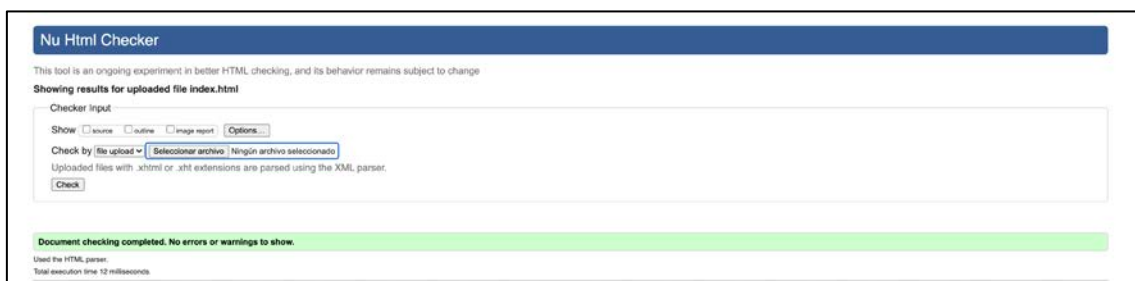 Nu Html Checker
This tool is an ongoing experiment in better HTML checking, and its behavior remains subject to change
Showing results for uploaded file index.html
Checker Input
Show source outline image report Options...
Check by file upload Seleccionar archivo Ningún archivo seleccionado
Uploaded files with .xhtml or .xht extensions are parsed using the XML parser.
Check
Document checking completed. No errors or warnings to show.
Used the HTML parser.
Total execution time 12 milliseconds.